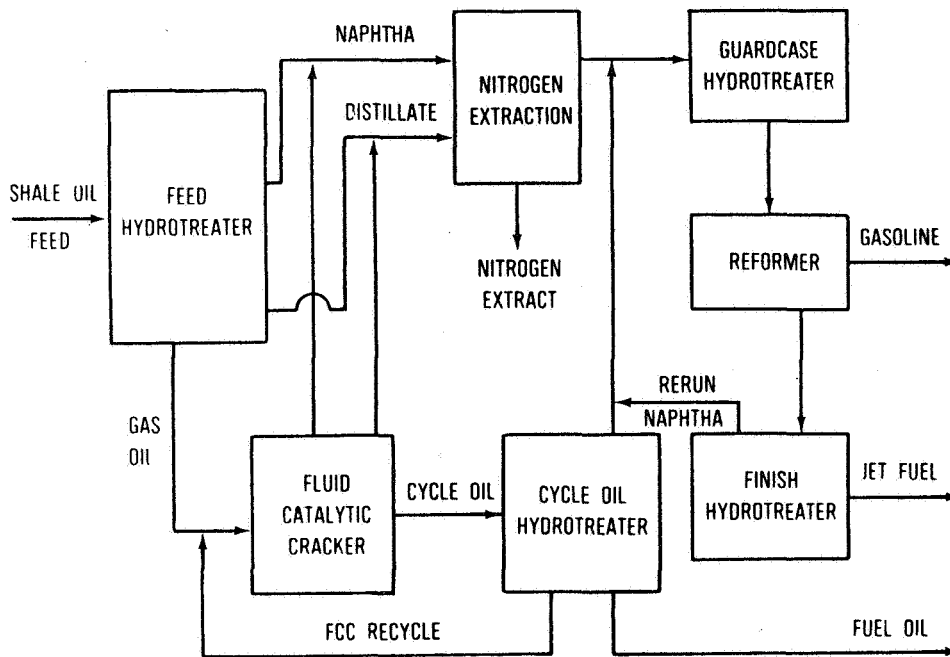 NAPHTHA
NITROGEN
EXTRACTION
GUARDCASE
HYDROTREATER
DISTILLATE
SHALE OIL
FEED
FEED
HYDROTREATER
NITROGEN
EXTRACT
REFORMER
GASOLINE
GAS
OIL
RERUN
NAPHTHA
FLUID
CATALYTIC
CRACKER
CYCLE OIL
CYCLE OIL
HYDROTREATER
FINISH
HYDROTREATER
JET FUEL
FCC RECYCLE
FUEL OIL